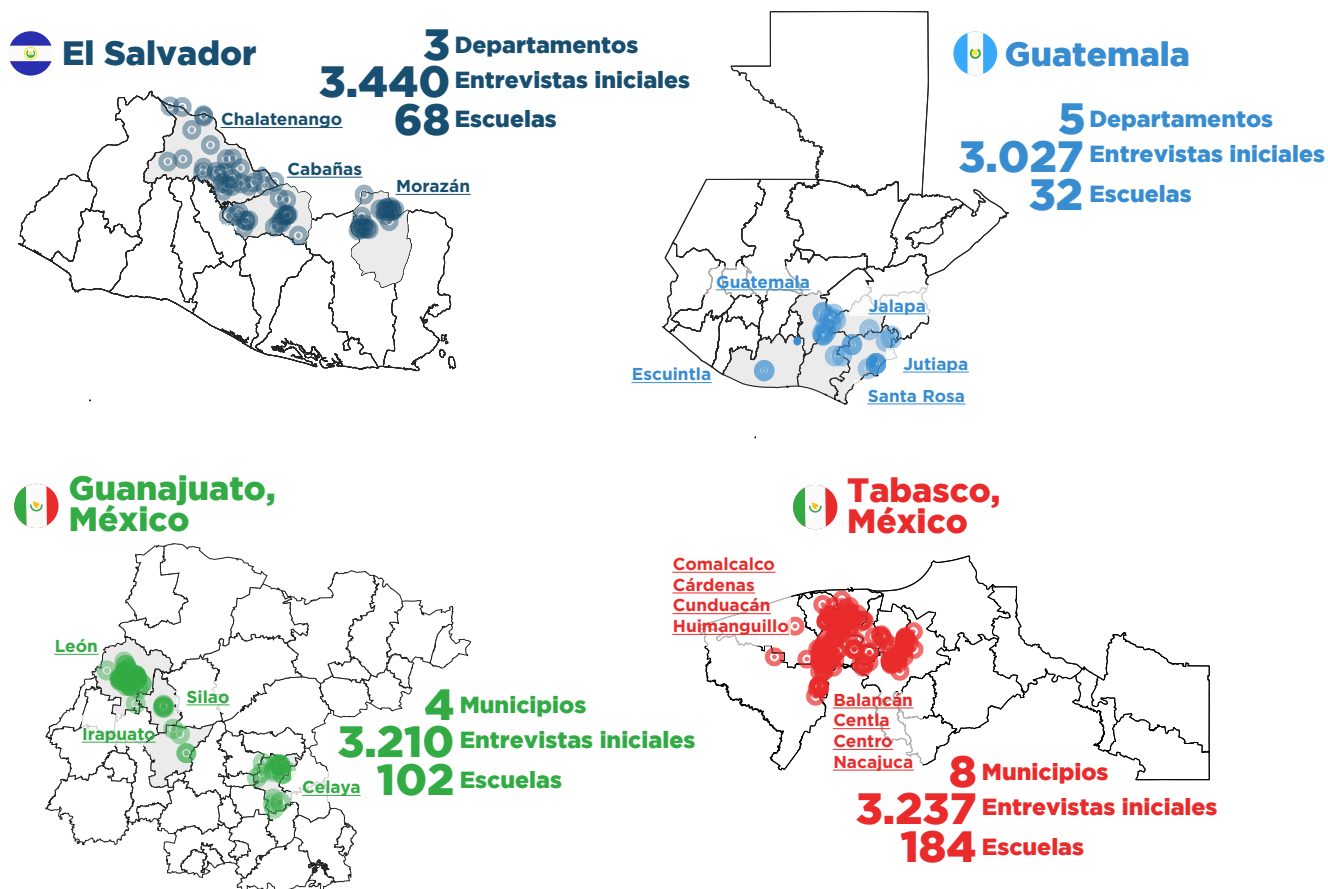 El Salvador
3 Departamentos
3.440 Entrevistas iniciales
68 Escuelas
Chalatenango
Cabañas
Morazán
Guatemala
5 Departamentos
3.027 Entrevistas iniciales
32 Escuelas
Guatemala
Jalapa
Escuintla
Jutiapa
Santa Rosa
Guanajuato,
México
León
Silao
Irapuato
Celaya
4 Municipios
3.210 Entrevistas iniciales
102 Escuelas
Tabasco,
México
Comalcalco
Cárdenas
Cunduacán
Huimanguillo
Balancán
Centla
Centro
Nacajuca
8 Municipios
3.237 Entrevistas iniciales
184 Escuelas